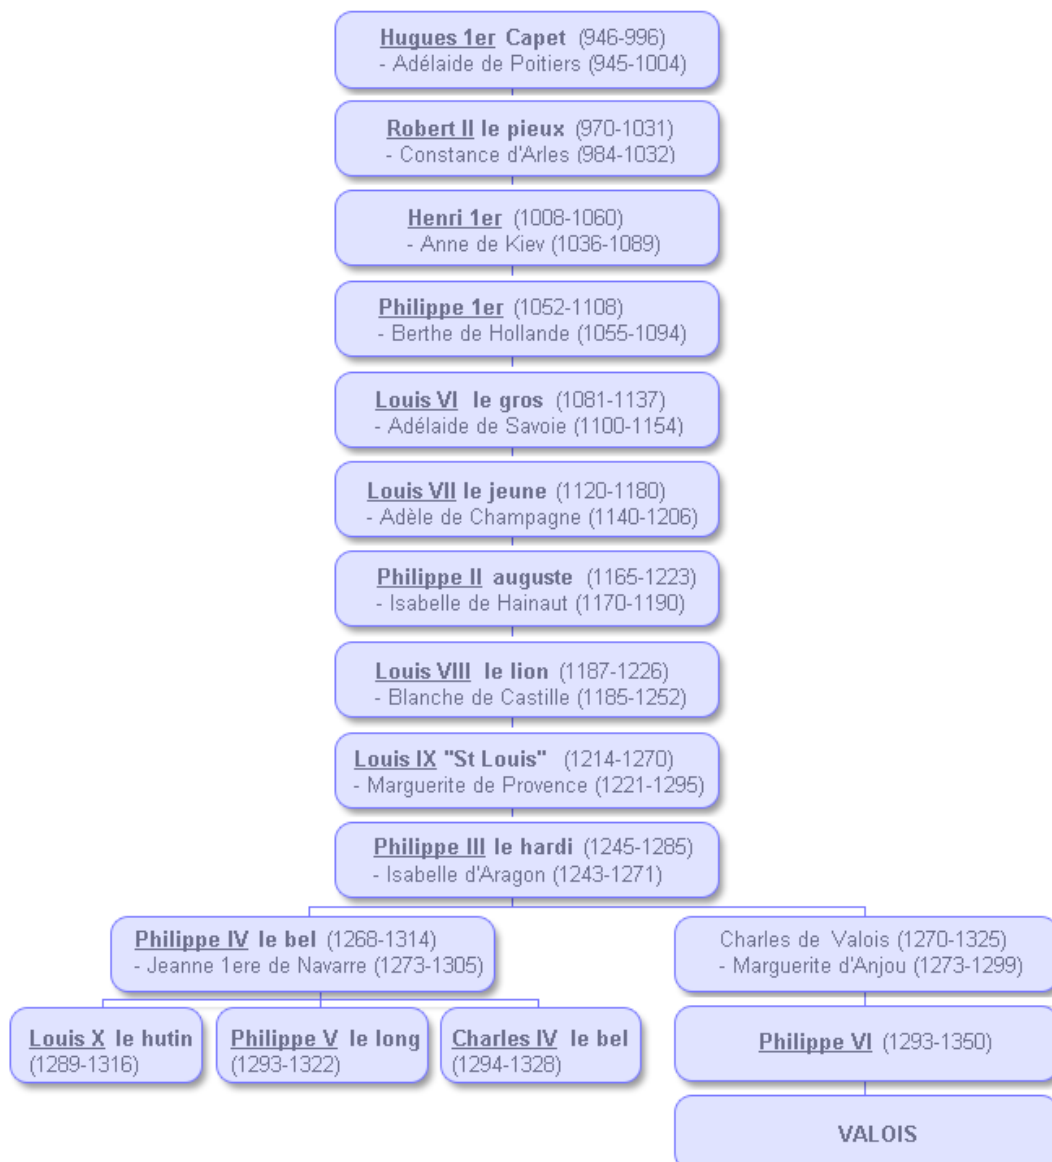 Hugues 1er Capet (946-996)
- Adélaide de Poitiers (945-1004)
Robert II le pieux (970-1031)
- Constance d'Arles (984-1032)
Henri 1er (1008-1060)
- Anne de Kiev (1036-1089)
Philippe 1er (1052-1108)
- Berthe de Hollande (1055-1094)
Louis VI le gros (1081-1137)
- Adélaide de Savoie (1100-1154)
Louis VII le jeune (1120-1180)
- Adèle de Champagne (1140-1206)
Philippe II auguste (1165-1223)
- Isabelle de Hainaut (1170-1190)
Louis VIII le lion (1187-1226)
- Blanche de Castille (1185-1252)
Louis IX "St Louis" (1214-1270)
- Marguerite de Provence (1221-1295)
Philippe III le hardi (1245-1285)
- Isabelle d'Aragon (1243-1271)
Philippe IV le bel (1268-1314)
- Jeanne 1ere de Navarre (1273-1305)
Charles de Valois (1270-1325)
- Marguerite d'Anjou (1273-1299)
Louis X le hutin
(1289-1316)
Philippe V le long
(1293-1322)
Charles IV le bel
(1294-1328)
Philippe VI (1293-1350)
VALOIS